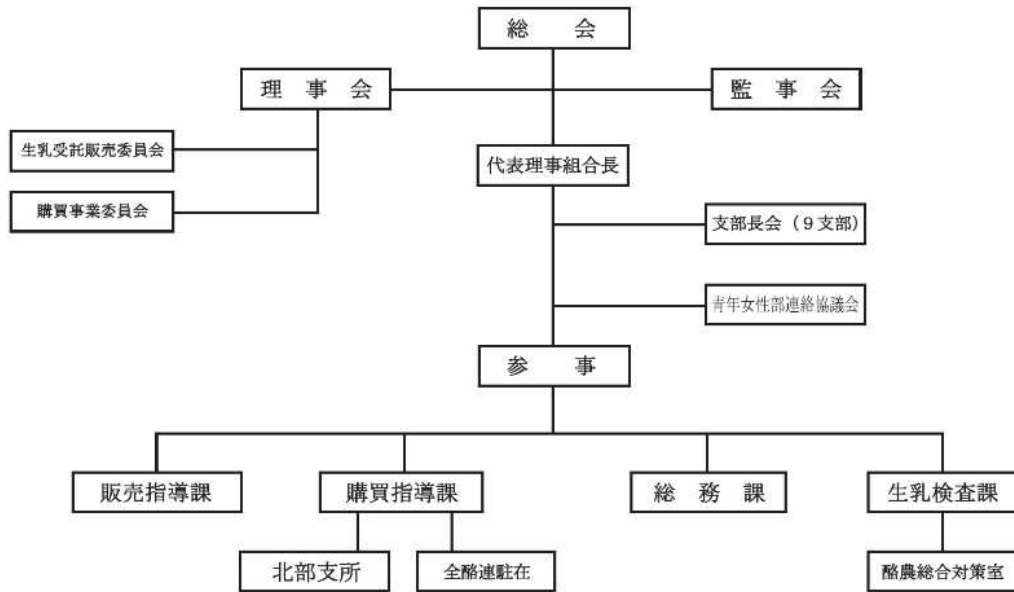 総　会
理　事　会
監　事　会
生乳受託販売委員会
代表理事組合長
購買事業委員会
支部長会（９支部）
青年女性部連絡協議会
参　事
販売指導課
購買指導課
総　務　課
生乳検査課
北部支所
全酪連駐在
酪農総合対策室